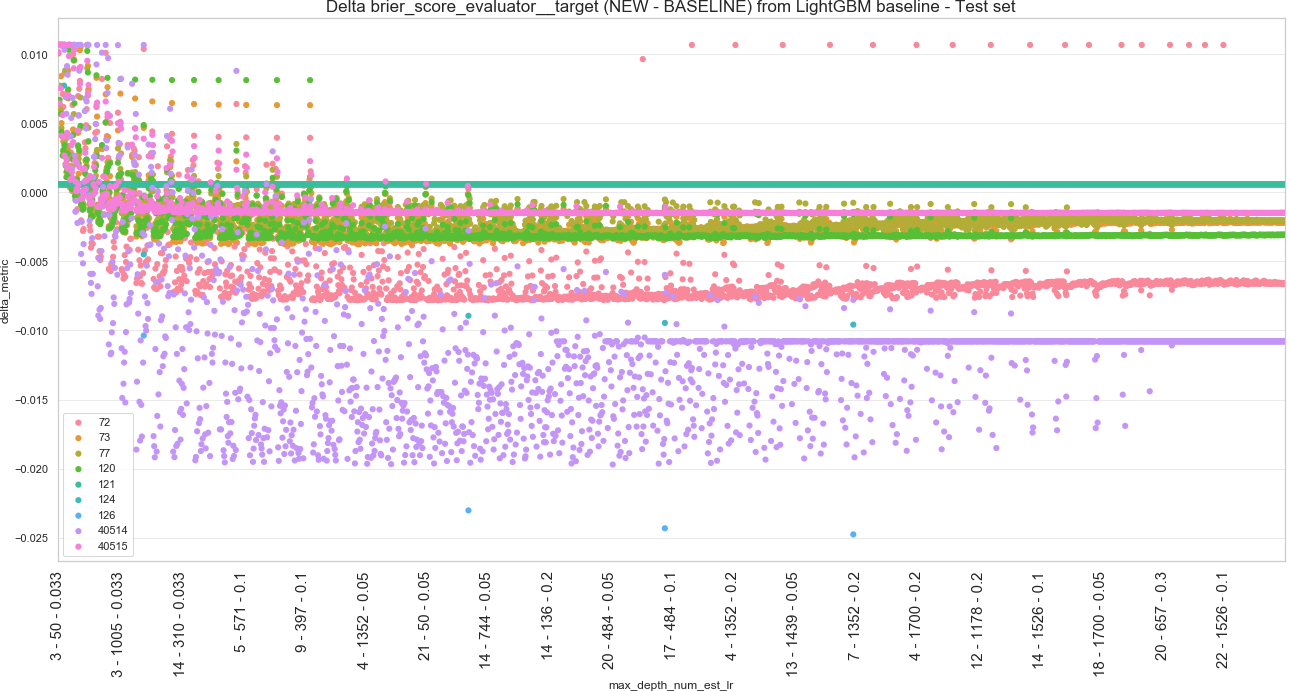 Delta brier_score_evaluator__target (NEW - BASELINE) from LightGBM baseline - Test set
delta_metric
0.010
0.005
0.000
−0.005
−0.010
−0.015
−0.020
−0.025
72
73
77
120
121
124
126
40514
40515
3 - 50 - 0.033
3 - 1005 - 0.033
14 - 310 - 0.033
5 - 571 - 0.1
9 - 397 - 0.1
4 - 1352 - 0.05
21 - 50 - 0.05
14 - 744 - 0.05
14 - 136 - 0.2
20 - 484 - 0.05
17 - 484 - 0.1
4 - 1352 - 0.2
13 - 1439 - 0.05
7 - 1352 - 0.2
4 - 1700 - 0.2
12 - 1178 - 0.2
14 - 1526 - 0.1
18 - 1700 - 0.05
20 - 657 - 0.3
22 - 1526 - 0.1
max_depth_num_est_lr